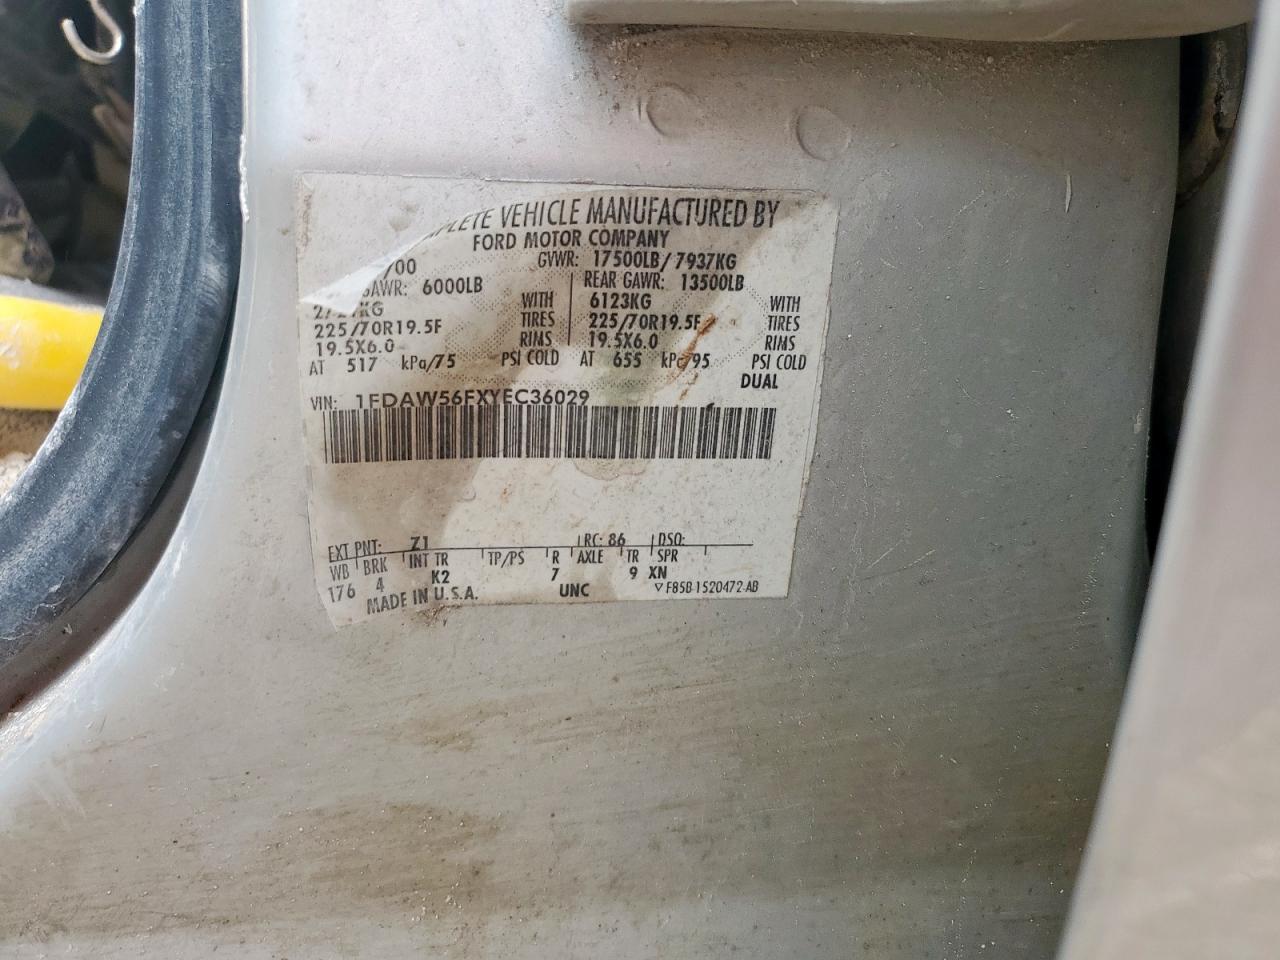 VEHICLE MANUFACTURED BY
FORD MOTOR COMPANY
GVWR: 17500LB/ 7937KG
GAWR: 6000LB REAR GAWR: 13500LB
WITH 6123KG WITH
225/70R19.5F TIRES 225/70R19.5F TIRES
19.5X6.0 RIMS 19.5X6.0 RIMS
AT 517 kPa/75 PSI COLD AT 655 kPa/95 PSI COLD
DUAL
VIN: 1FDAW56FXYEC36029
EXT PNT: Z1 RC: 86 DSO:
WB BRK INT TR TP/PS R AXLE TR SPR
176 4 K2 7 9 XN
MADE IN U.S.A. UNC F85B-1520472-AB